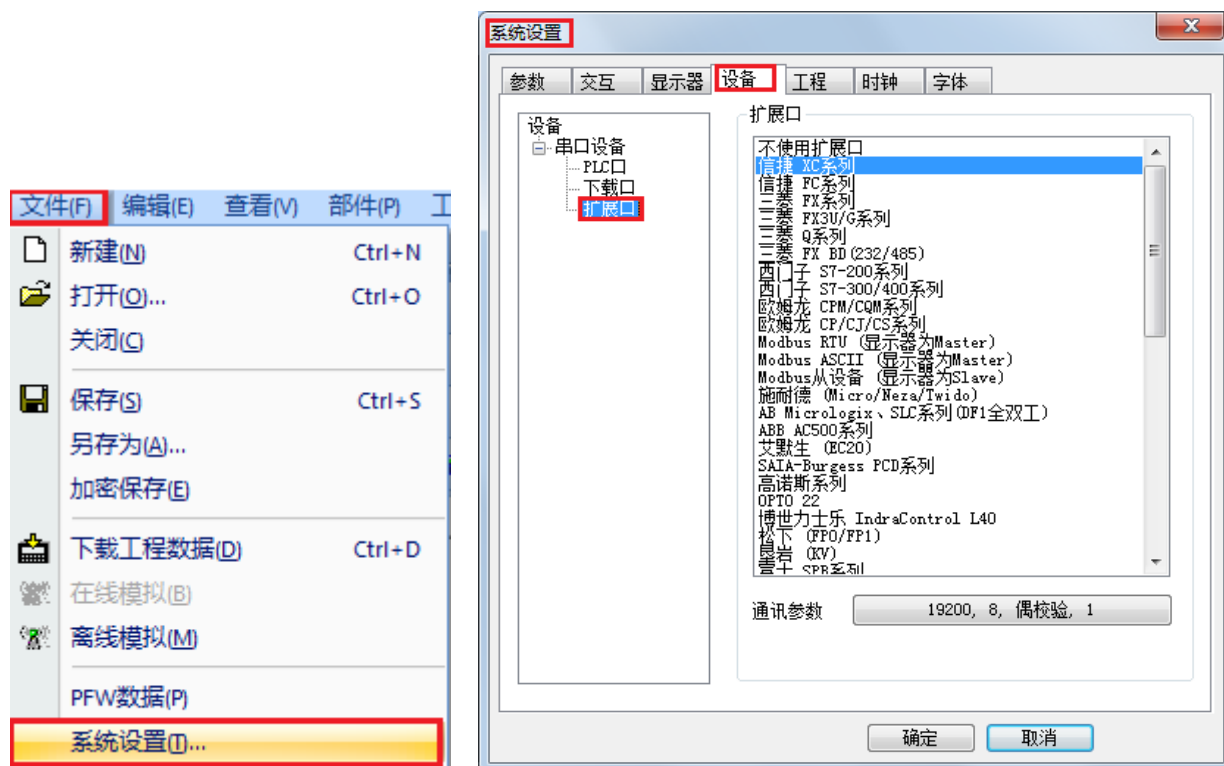 文件(F) 编辑(E) 查看(V) 部件(P)
新建(N) Ctrl+N
打开(O)... Ctrl+O
关闭(C)
保存(S) Ctrl+S
另存为(A)...
加密保存(E)
下载工程数据(D) Ctrl+D
在线模拟(B)
离线模拟(M)
PFW数据(P)
系统设置(T)...
系统设置
参数 交互 显示器 设备 工程 时钟 字体
设备
串口设备
PLC口
下载口
扩展口
扩展口
不使用扩展口
信捷 XC系列
信捷 FC系列
三菱 FX系列
三菱 FX3U/G系列
三菱 Q系列
三菱 FX BD(232/485)
西门子 S7-200系列
西门子 S7-300/400系列
欧姆龙 CPM/CQM系列
欧姆龙 CP/CJ/CS系列
Modbus RTU (显示器为Master)
Modbus ASCII (显示器为Master)
Modbus从设备 (显示器为Slave)
施耐德 (Micro/Neza/Twido)
AB Micrologix、SLC系列(DF1全双工)
ABB AC500系列
艾默生 (EC20)
SAIA-Burgess PCD系列
高诺斯系列
OPTO 22
博世力士乐 IndraControl L40
松下 (FP0/FP1)
(KV)
通讯参数 19200, 8, 偶校验, 1
确定 取消